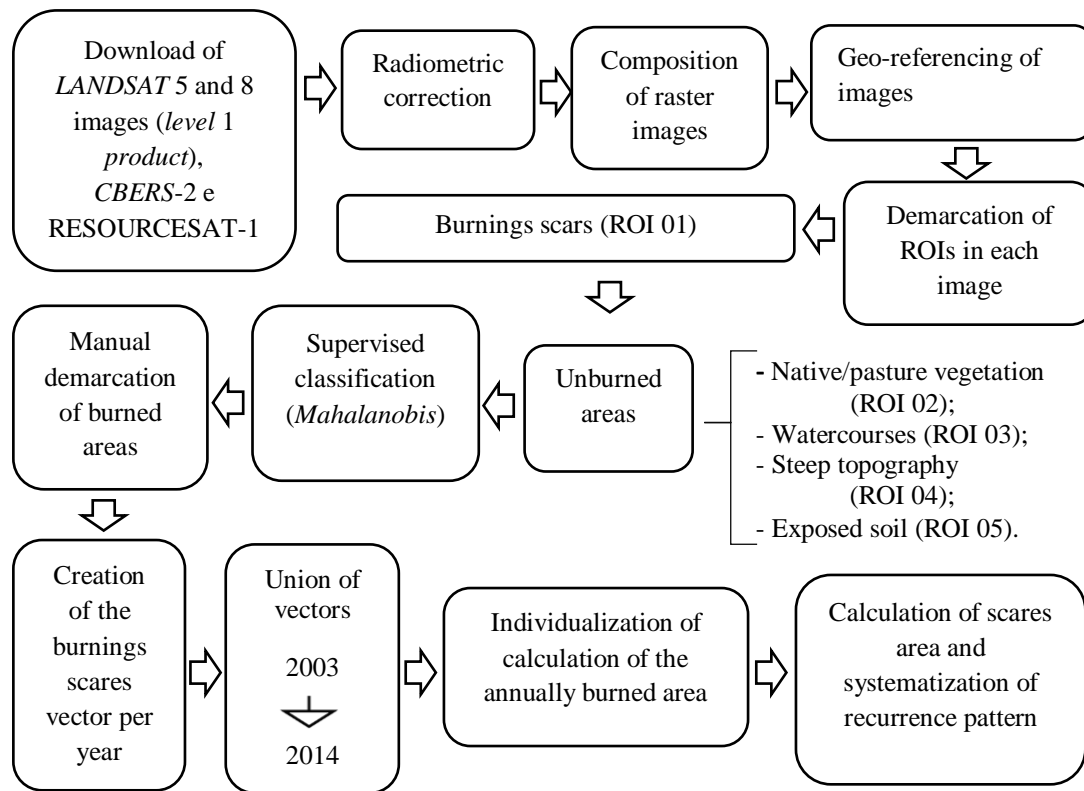 Download of
LANDSAT 5 and 8
images (level 1
product),
CBERS-2 e
RESOURCESAT-1
Radiometric
correction
Composition
of raster
images
Geo-referencing of
images
Demarcation of
ROIs in each
image
Burnings scars (ROI 01)
Unburned
areas
- Native/pasture vegetation
(ROI 02);
- Watercourses (ROI 03);
- Steep topography
(ROI 04);
- Exposed soil (ROI 05).
Supervised
classification
(Mahalanobis)
Manual
demarcation
of burned
areas
Creation
of the
burnings
scares
vector per
year
Union of
vectors
2003
2014
Individualization of
calculation of the
annually burned area
Calculation of scares
area and
systematization of
recurrence pattern